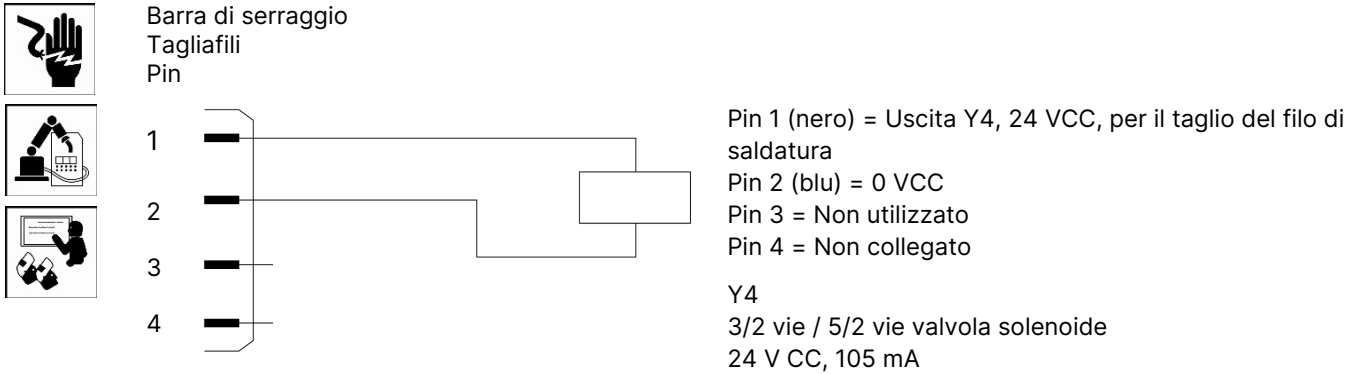 Barra di serraggio
Tagliafili
Pin
1
2
3
4
Pin 1 (nero) = Uscita Y4, 24 VCC, per il taglio del filo di
saldatura
Pin 2 (blu) = 0 VCC
Pin 3 = Non utilizzato
Pin 4 = Non collegato
Y4
3/2 vie / 5/2 vie valvola solenoide
24 V CC, 105 mA